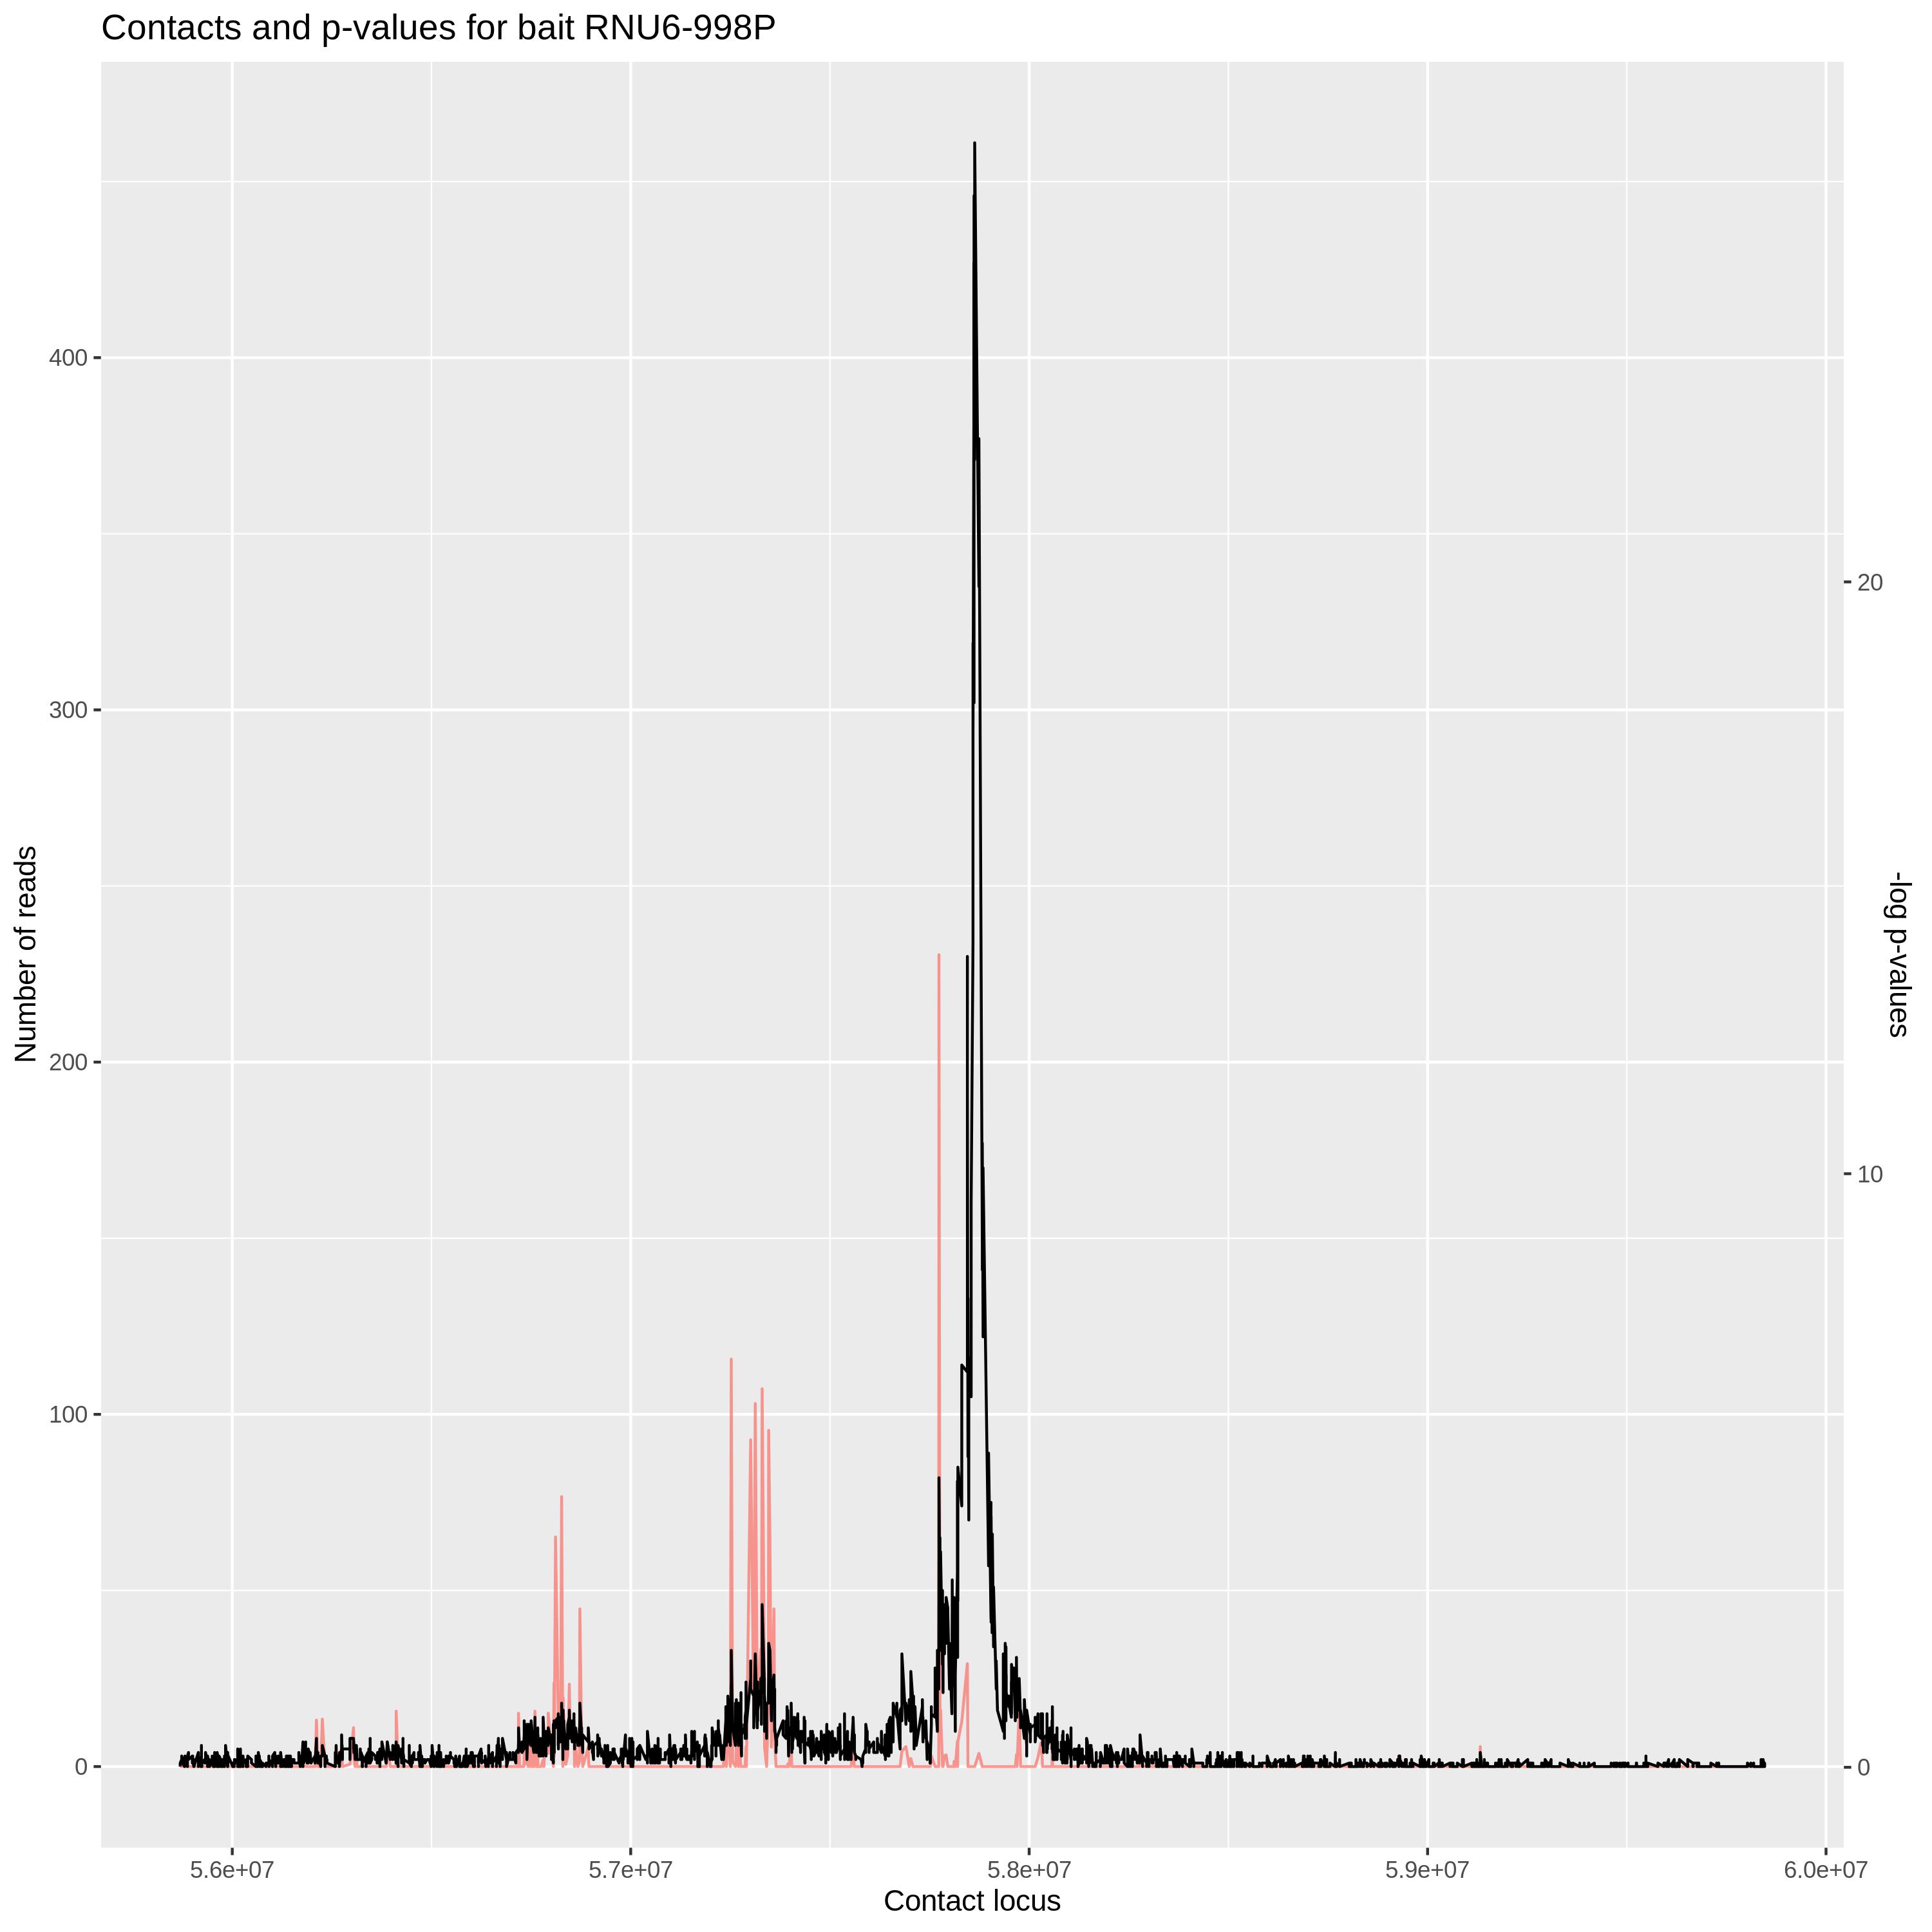 Contacts and p-values for bait RNU6-998P
Number of reads
400
300
200
100
0
20
10
0
-log p-values
5.6e+07
5.7e+07
5.8e+07
5.9e+07
6.0e+07
Contact locus